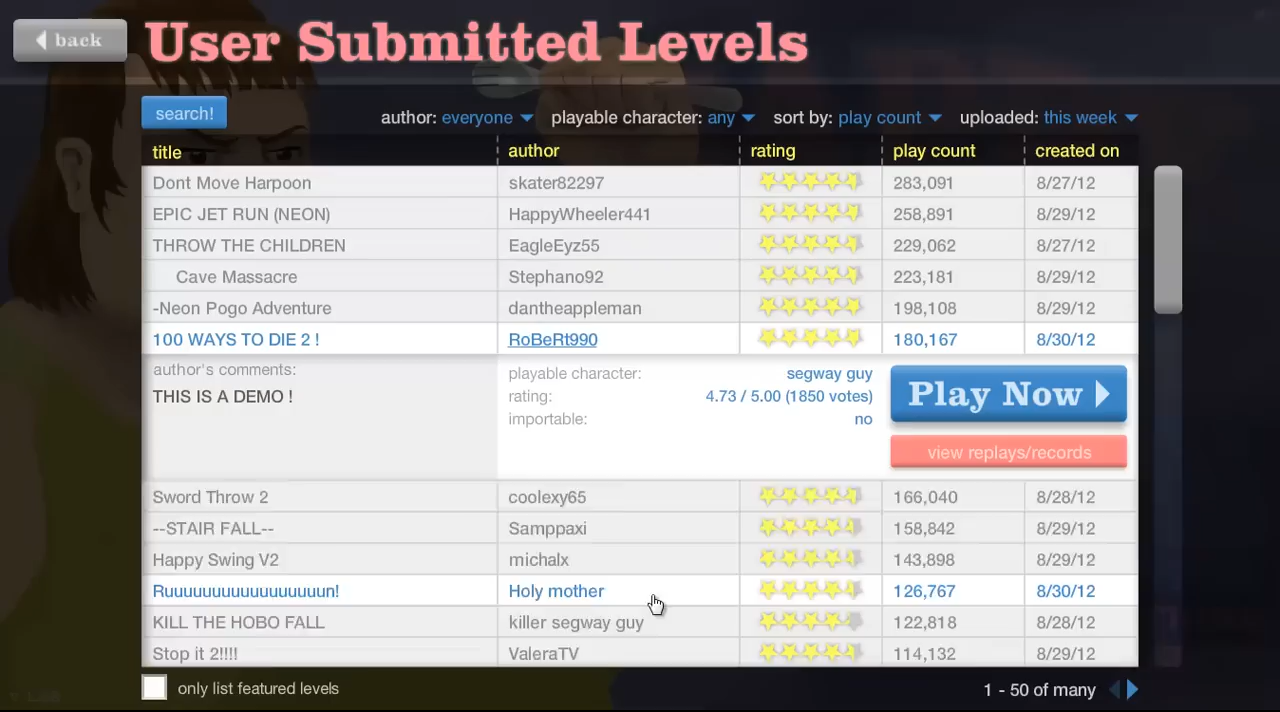 back
User Submitted Levels
search! author: everyone playable character: any sort by: play count uploaded: this week
title author rating play count created on
Dont Move Harpoon skater82297 283,091 8/27/12
EPIC JET RUN (NEON) HappyWheeler441 258,891 8/29/12
THROW THE CHILDREN EagleEyz55 229,062 8/27/12
Cave Massacre Stephano92 223,181 8/29/12
-Neon Pogo Adventure dantheappleman 198,108 8/29/12
100 WAYS TO DIE 2 ! RoBeRt990 180,167 8/30/12
author's comments:
THIS IS A DEMO !
playable character: segway guy
rating: 4.73 / 5.00 (1850 votes)
importable: no
Play Now
view replays/records
Sword Throw 2 coolexy65 166,040 8/28/12
--STAIR FALL-- Samppaxi 158,842 8/29/12
Happy Swing V2 michalx 143,898 8/29/12
Ruuuuuuuuuuuuuuuun! Holy mother 126,767 8/30/12
KILL THE HOBO FALL killer segway guy 122,818 8/28/12
Stop it 2!!!! ValeraTV 114,132 8/29/12
only list featured levels
1 - 50 of many